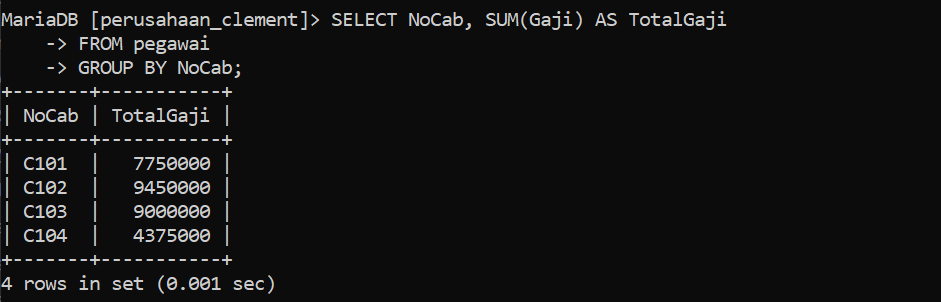 MariaDB [perusahaan_clement]> SELECT NoCab, SUM(Gaji) AS TotalGaji
    -> FROM pegawai
    -> GROUP BY NoCab;
+-------+-----------+
| NoCab | TotalGaji |
+-------+-----------+
| C101  |   7750000 |
| C102  |   9450000 |
| C103  |   9000000 |
| C104  |   4375000 |
+-------+-----------+
4 rows in set (0.001 sec)